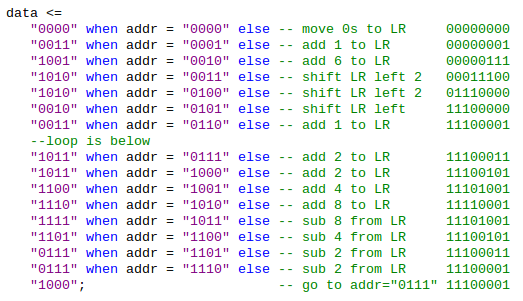 data <=
"0000" when addr = "0000" else -- move 0s to LR 00000000
"0011" when addr = "0001" else -- add 1 to LR 00000001
"1001" when addr = "0010" else -- add 6 to LR 00000111
"1010" when addr = "0011" else -- shift LR left 2 00011100
"1010" when addr = "0100" else -- shift LR left 2 01110000
"0010" when addr = "0101" else -- shift LR left 11100000
"0011" when addr = "0110" else -- add 1 to LR 11100001
--loop is below
"1011" when addr = "0111" else -- add 2 to LR 11100011
"1011" when addr = "1000" else -- add 2 to LR 11100101
"1100" when addr = "1001" else -- add 4 to LR 11101001
"1110" when addr = "1010" else -- add 8 to LR 11110001
"1111" when addr = "1011" else -- sub 8 from LR 11101001
"1101" when addr = "1100" else -- sub 4 from LR 11100101
"0111" when addr = "1101" else -- sub 2 from LR 11100011
"0111" when addr = "1110" else -- sub 2 from LR 11100001
"1000"; -- go to addr="0111" 11100001